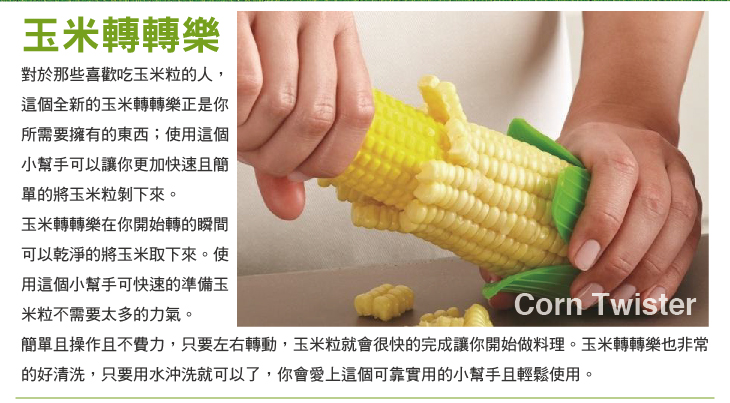 玉米轉轉樂
對於那些喜歡吃玉米粒的人，
這個全新的玉米轉轉樂正是你
所需要擁有的東西；使用這個
小幫手可以讓你更加快速且簡
單的將玉米粒剝下來。
玉米轉轉樂在你開始轉的瞬間
可以乾淨的將玉米取下來。使
用這個小幫手可快速的準備玉
米粒不需要太多的力氣。
Corn Twister
簡單且操作且不費力，只要左右轉動，玉米粒就會很快的完成讓你開始做料理。玉米轉轉樂也非常
的好清洗，只要用水沖洗就可以了，你會愛上這個可靠實用的小幫手且輕鬆使用。